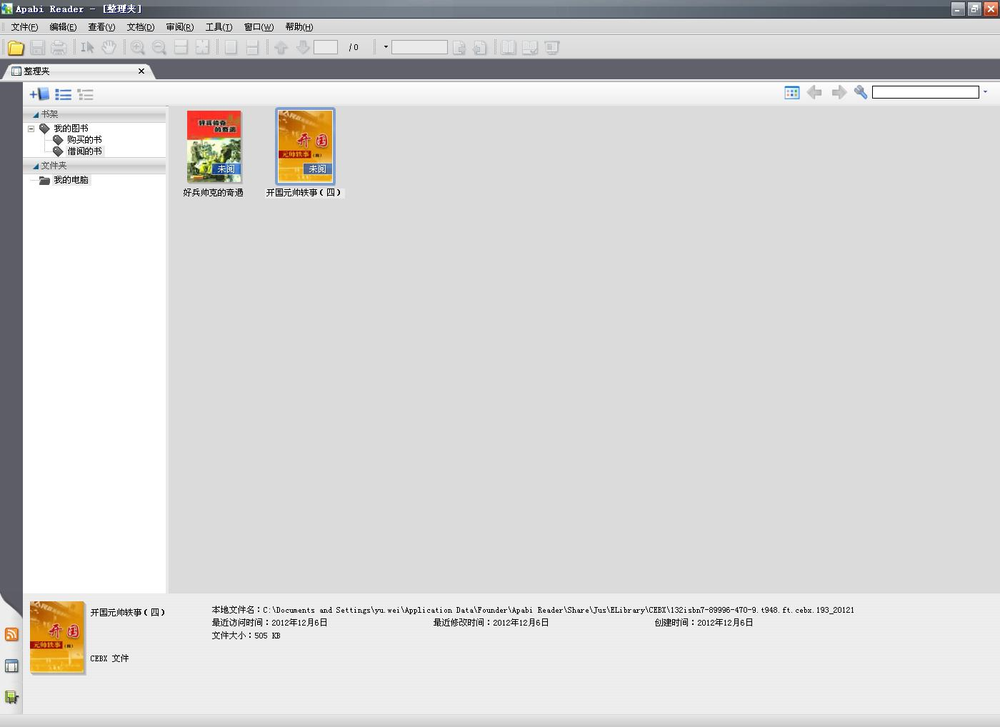 Apabi Reader - [整理夹]
文件(F) 编辑(E) 查看(V) 文档(D) 审阅(R) 工具(T) 窗口(W) 帮助(H)
/ 0
整理夹
书架
我的图书
购买的书
借阅的书
文件夹
我的电脑
好兵帅克
的奇遇
未阅
好兵帅克的奇遇
开国
元帅轶事(四)
未阅
开国元帅轶事(四)
开国
元帅轶事(四)
开国元帅轶事(四)
CEBX 文件
本地文件名：C:\Documents and Settings\yu.wei\Application Data\Founder\Apabi Reader\Share\Jus\ELibrary\CEBX\132isbn7-89996-470-9.t948.ft.cebx.193_20121
最近访问时间：2012年12月6日 最近修改时间：2012年12月6日 创建时间：2012年12月6日
文件大小：505 KB